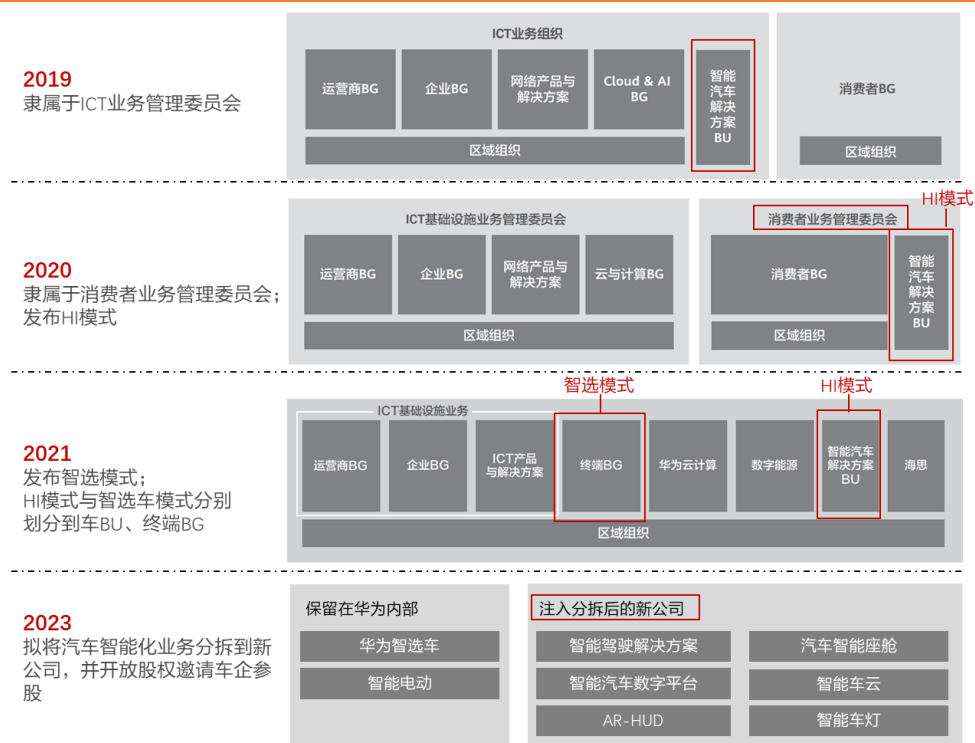 ICT业务组织
2019
隶属于ICT业务管理委员会
运营商BG
企业BG
网络产品与
解决方案
Cloud & AI
BG
智能
汽车
解决
方案
BU
区域组织
消费者BG
区域组织
HI模式
ICT基础设施业务管理委员会
消费者业务管理委员会
2020
隶属于消费者业务管理委员会；
发布HI模式
运营商BG
企业BG
网络产品与
解决方案
云与计算BG
区域组织
消费者BG
区域组织
智能
汽车
解决
方案
BU
智选模式
HI模式
ICT基础设施业务
2021
发布智选模式；
HI模式与智选车模式分别
划分到车BU、终端BG
运营商BG
企业BG
ICT产品
与解决方案
终端BG
华为云计算
数字能源
智能汽车
解决方案
BU
海思
区域组织
2023
拟将汽车智能化业务分拆到新
公司，并开放股权邀请车企参
股
保留在华为内部
华为智选车
智能电动
注入分拆后的新公司
智能驾驶解决方案
汽车智能座舱
智能汽车数字平台
智能车云
AR-HUD
智能车灯